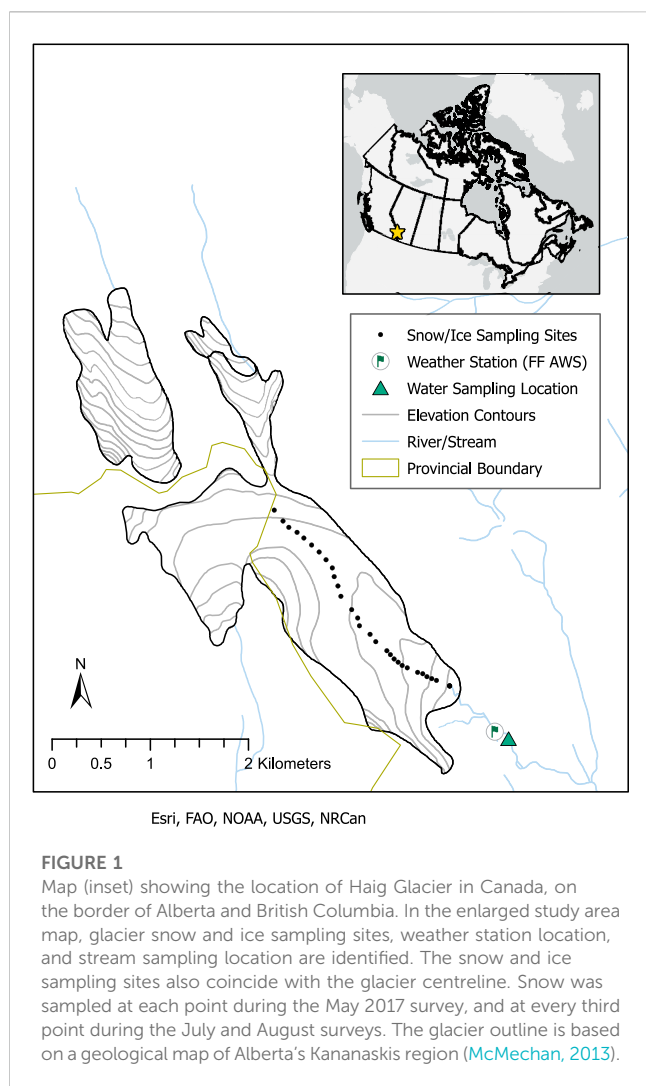 Snow/Ice Sampling Sites
Weather Station (FF AWS)
Water Sampling Location
Elevation Contours
River/Stream
Provincial Boundary
N
0 0.5 1 2 Kilometers
Esri, FAO, NOAA, USGS, NRCan
FIGURE 1
Map (inset) showing the location of Haig Glacier in Canada, on
the border of Alberta and British Columbia. In the enlarged study area
map, glacier snow and ice sampling sites, weather station location,
and stream sampling location are identified. The snow and ice
sampling sites also coincide with the glacier centreline. Snow was
sampled at each point during the May 2017 survey, and at every third
point during the July and August surveys. The glacier outline is based
on a geological map of Alberta's Kananaskis region (McMechan, 2013).